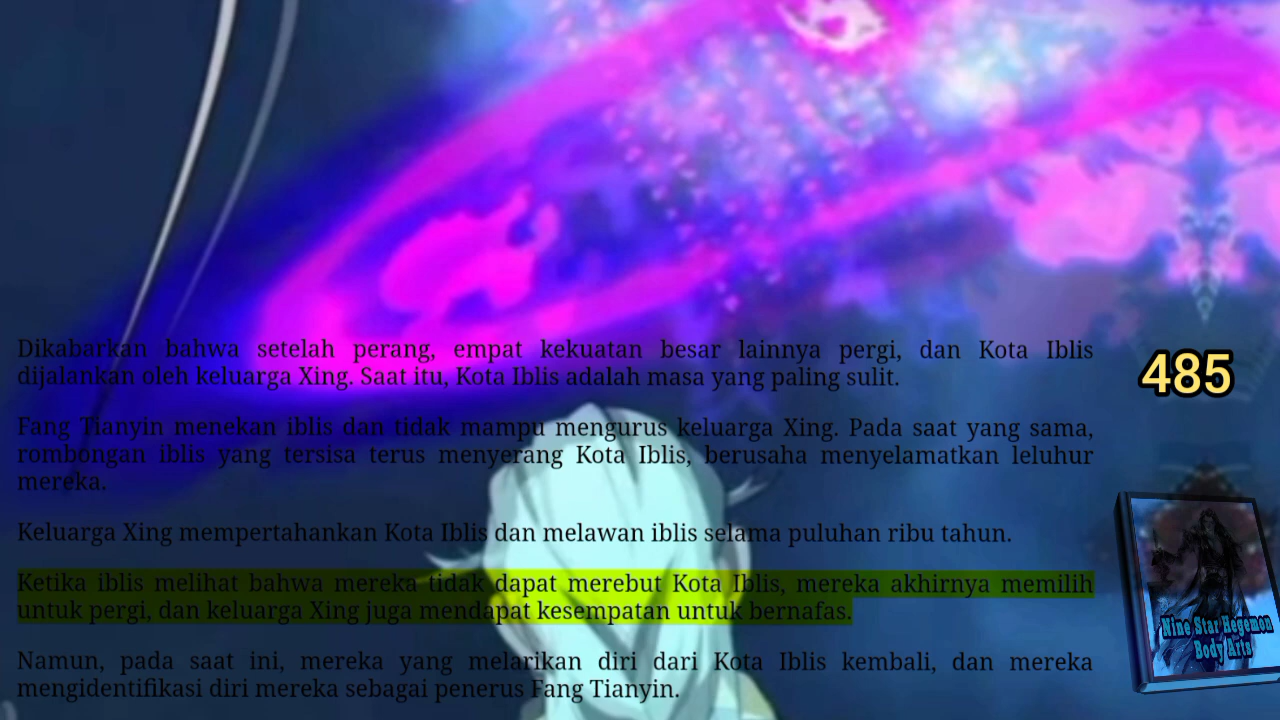 Dikabarkan bahwa setelah perang, empat kekuatan besar lainnya pergi, dan Kota Iblis
dijalankan oleh keluarga Xing. Saat itu, Kota Iblis adalah masa yang paling sulit.
Fang Tianyin menekan iblis dan tidak mampu mengurus keluarga Xing. Pada saat yang sama,
rombongan iblis yang tersisa terus menyerang Kota Iblis, berusaha menyelamatkan leluhur
mereka.
Keluarga Xing mempertahankan Kota Iblis dan melawan iblis selama puluhan ribu tahun.
Ketika iblis melihat bahwa mereka tidak dapat merebut Kota Iblis, mereka akhirnya memilih
untuk pergi, dan keluarga Xing juga mendapat kesempatan untuk bernafas.
Namun, pada saat ini, mereka yang melarikan diri dari Kota Iblis kembali, dan mereka
mengidentifikasi diri mereka sebagai penerus Fang Tianyin.
485
Nine Star Hegemon
Body Arts